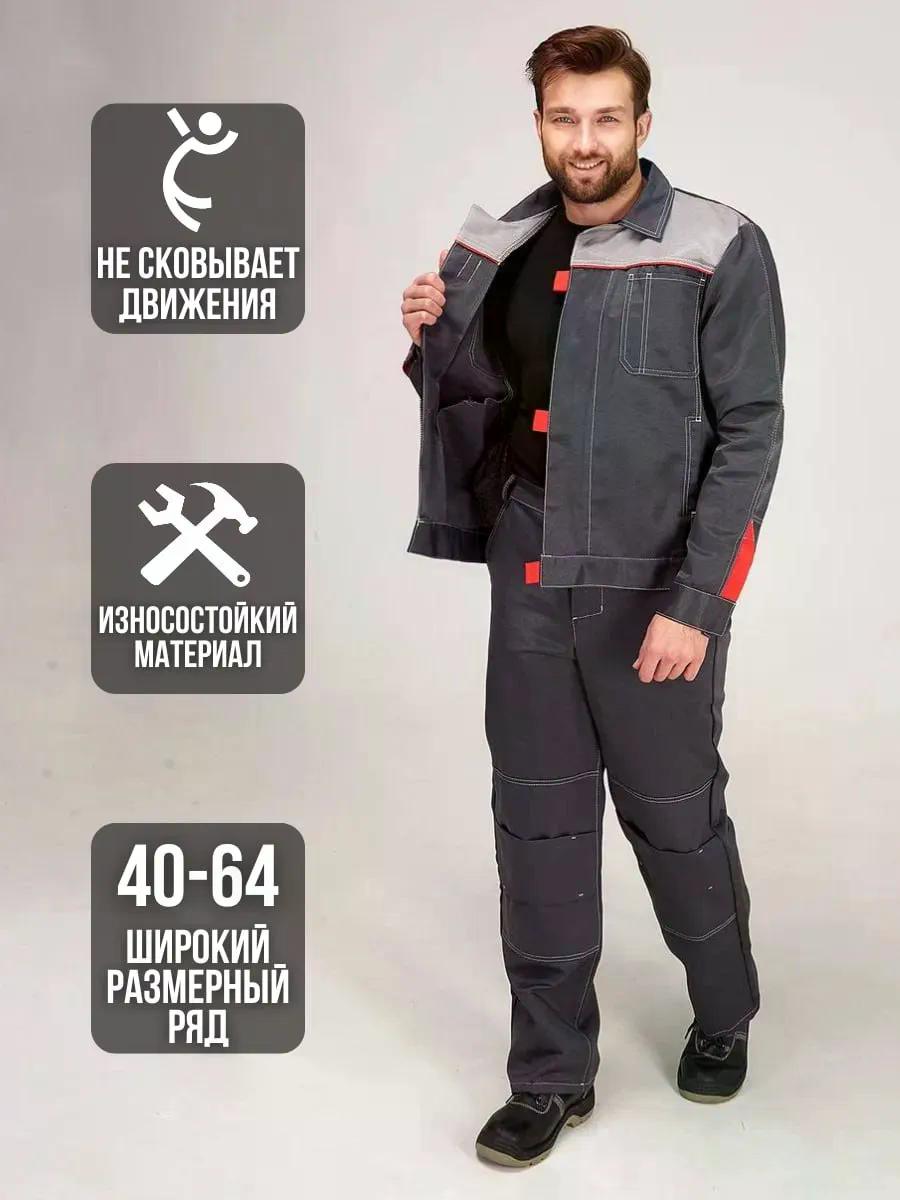 НЕ СКОВЫВАЕТ
ДВИЖЕНИЯ
ИЗНОСОСТОЙКИЙ
МАТЕРИАЛ
40-64
ШИРОКИЙ
РАЗМЕРНЫЙ
РЯД